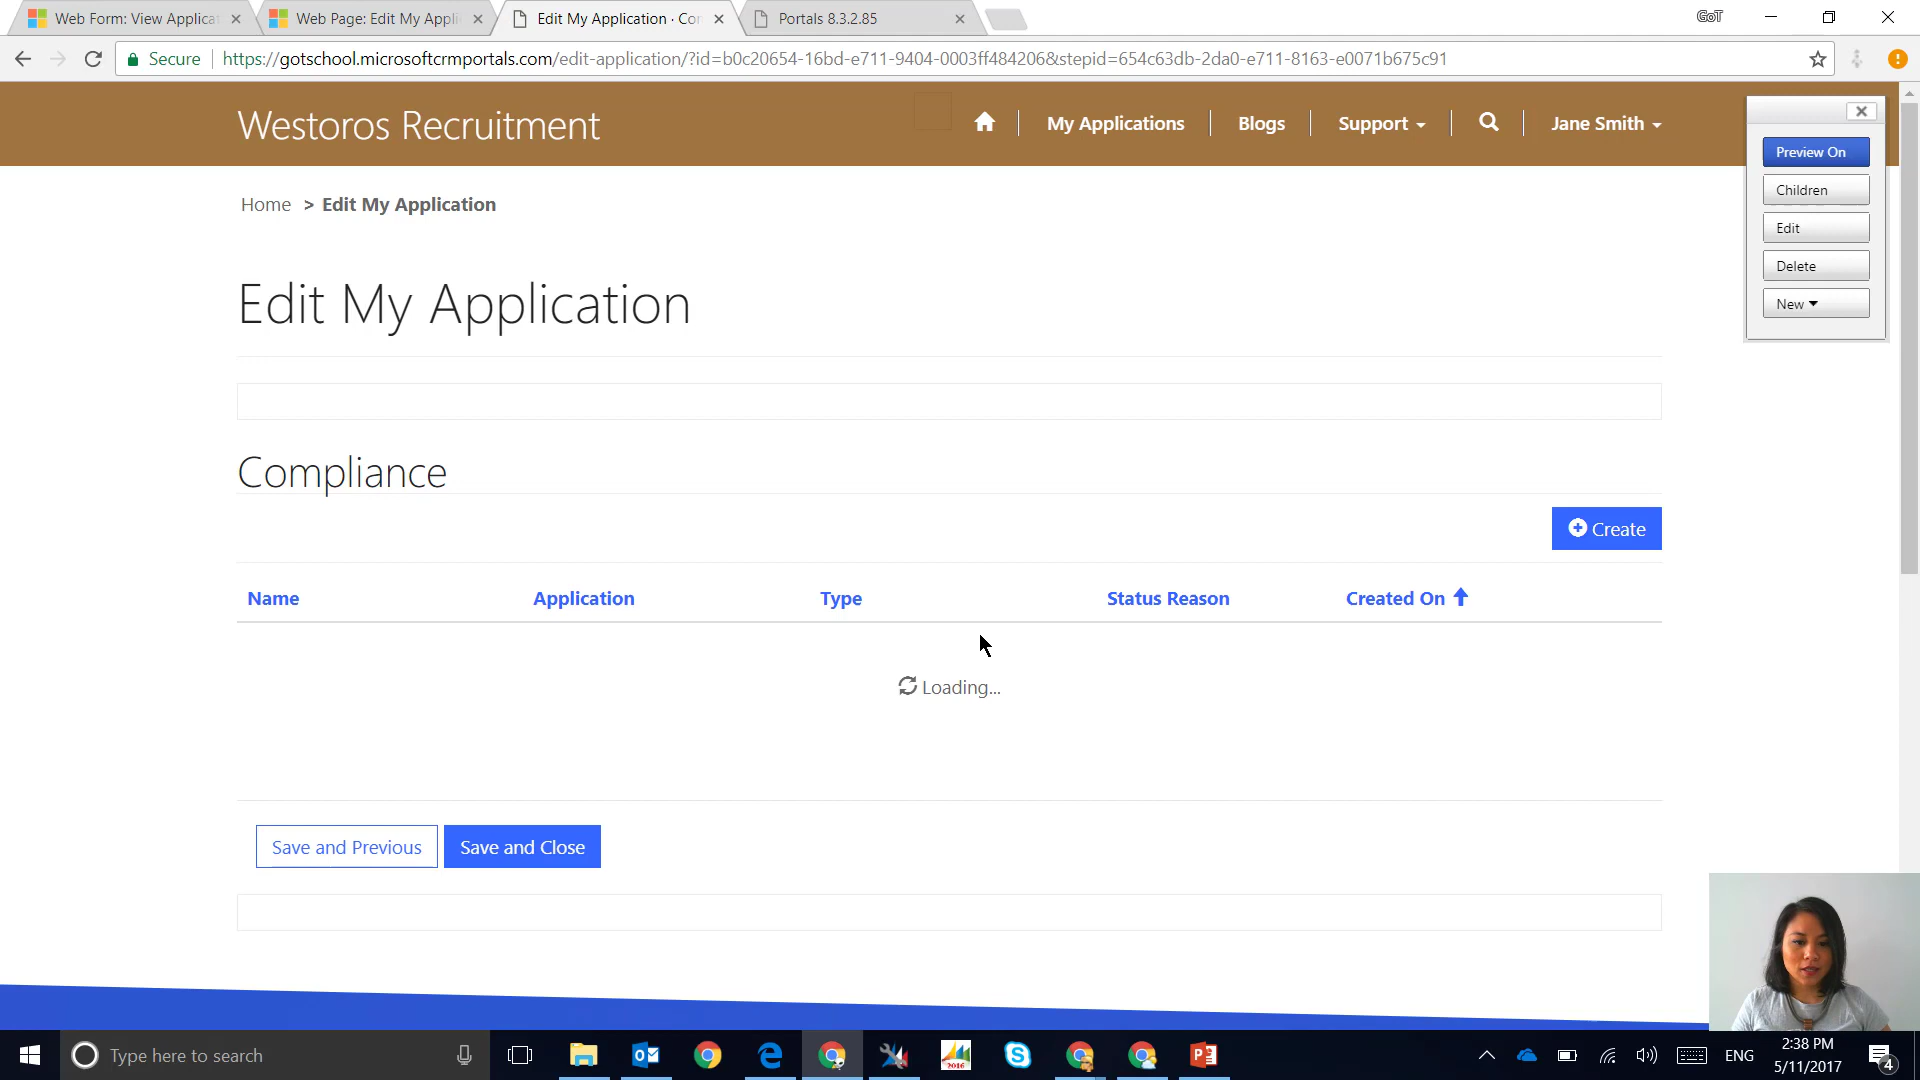 Web Form: View Applica
Web Page: Edit My Appli
Edit My Application · Co
Portals 8.3.2.85
GoT
Secure
https://gotschool.microsoftcrmportals.com/edit-application/?id=b0c20654-16bd-e711-9404-0003ff484206&stepid=654c63db-2da0-e711-8163-e0071b675c91
Westoros Recruitment
My Applications
Blogs
Support
Jane Smith
Preview On
Children
Edit
Delete
New
Home > Edit My Application
Edit My Application
Compliance
Create
Name Application Type Status Reason Created On
Loading...
Save and Previous Save and Close
Type here to search
2016
ENG
2:38 PM
5/11/2017
4